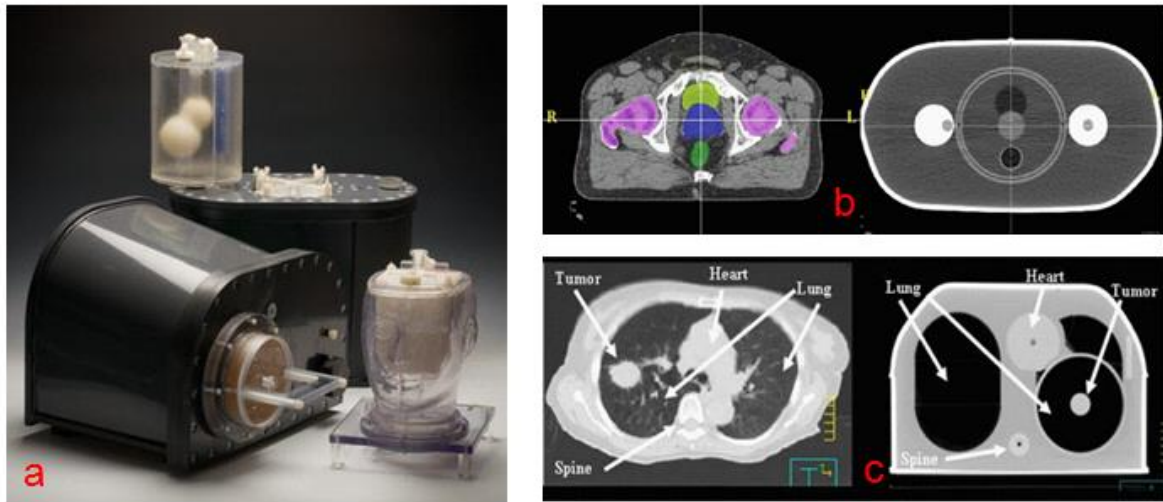 a
R
L
b
Tumor
Heart
Lung
Spine
T
Lung
Heart
Tumor
Spine
c